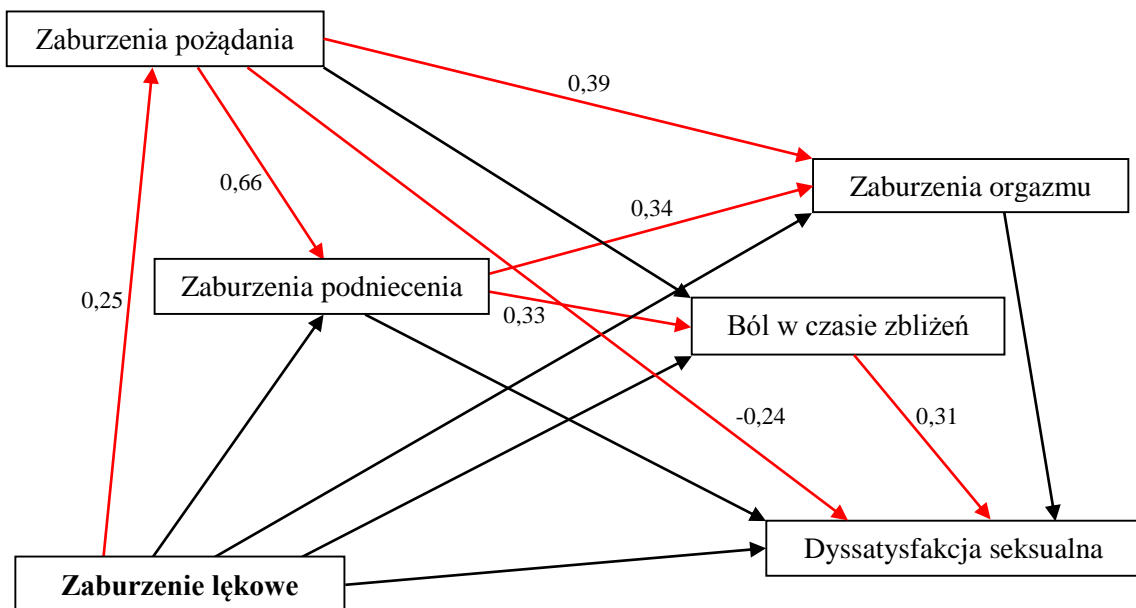 Zaburzenia pożądania
0,39
Zaburzenia orgazmu
0,66
0,34
Zaburzenia podniecenia
0,25
0,33
Ból w czasie zbliżeń
-0,24
0,31
Dyssatysfakcja seksualna
Zaburzenie lękowe